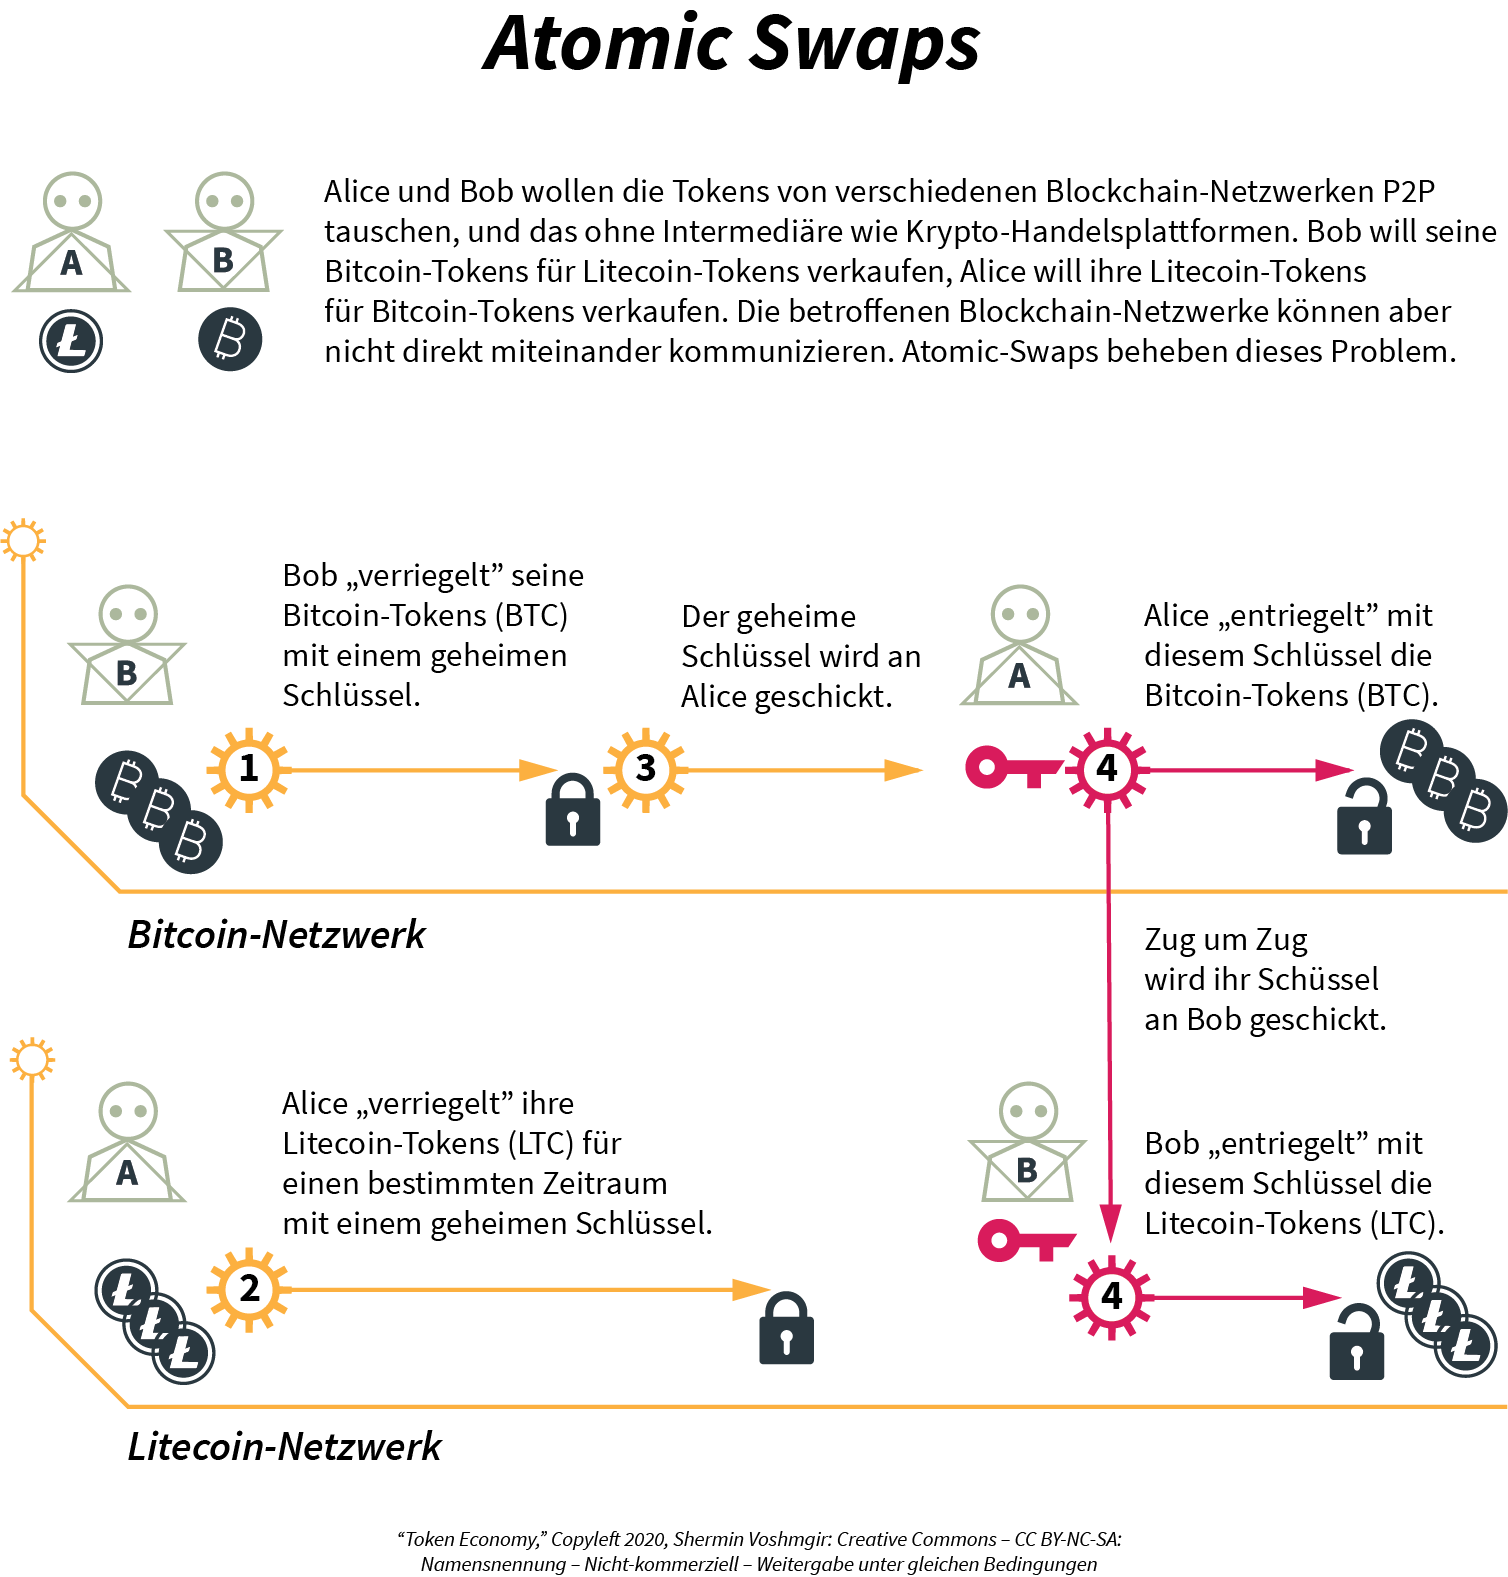 Atomic Swaps
Alice und Bob wollen die Tokens von verschiedenen Blockchain-Netzwerken P2P
tauschen, und das ohne Intermediäre wie Krypto-Handelsplattformen. Bob will seine
Bitcoin-Tokens für Litecoin-Tokens verkaufen, Alice will ihre Litecoin-Tokens
für Bitcoin-Tokens verkaufen. Die betroffenen Blockchain-Netzwerke können aber
nicht direkt miteinander kommunizieren. Atomic-Swaps beheben dieses Problem.
A
B
Bob „verriegelt” seine
Bitcoin-Tokens (BTC)
mit einem geheimen
Schlüssel.
B
1
Der geheime
Schlüssel wird an
Alice geschickt.
3
A
Alice „entriegelt” mit
diesem Schlüssel die
Bitcoin-Tokens (BTC).
4
Bitcoin-Netzwerk
Zug um Zug
wird ihr Schüssel
an Bob geschickt.
A
Alice „verriegelt” ihre
Litecoin-Tokens (LTC) für
einen bestimmten Zeitraum
mit einem geheimen Schlüssel.
2
B
Bob „entriegelt” mit
diesem Schlüssel die
Litecoin-Tokens (LTC).
4
Litecoin-Netzwerk
“Token Economy,” Copyleft 2020, Shermin Voshmgir: Creative Commons – CC BY-NC-SA:
Namensnennung – Nicht-kommerziell – Weitergabe unter gleichen Bedingungen